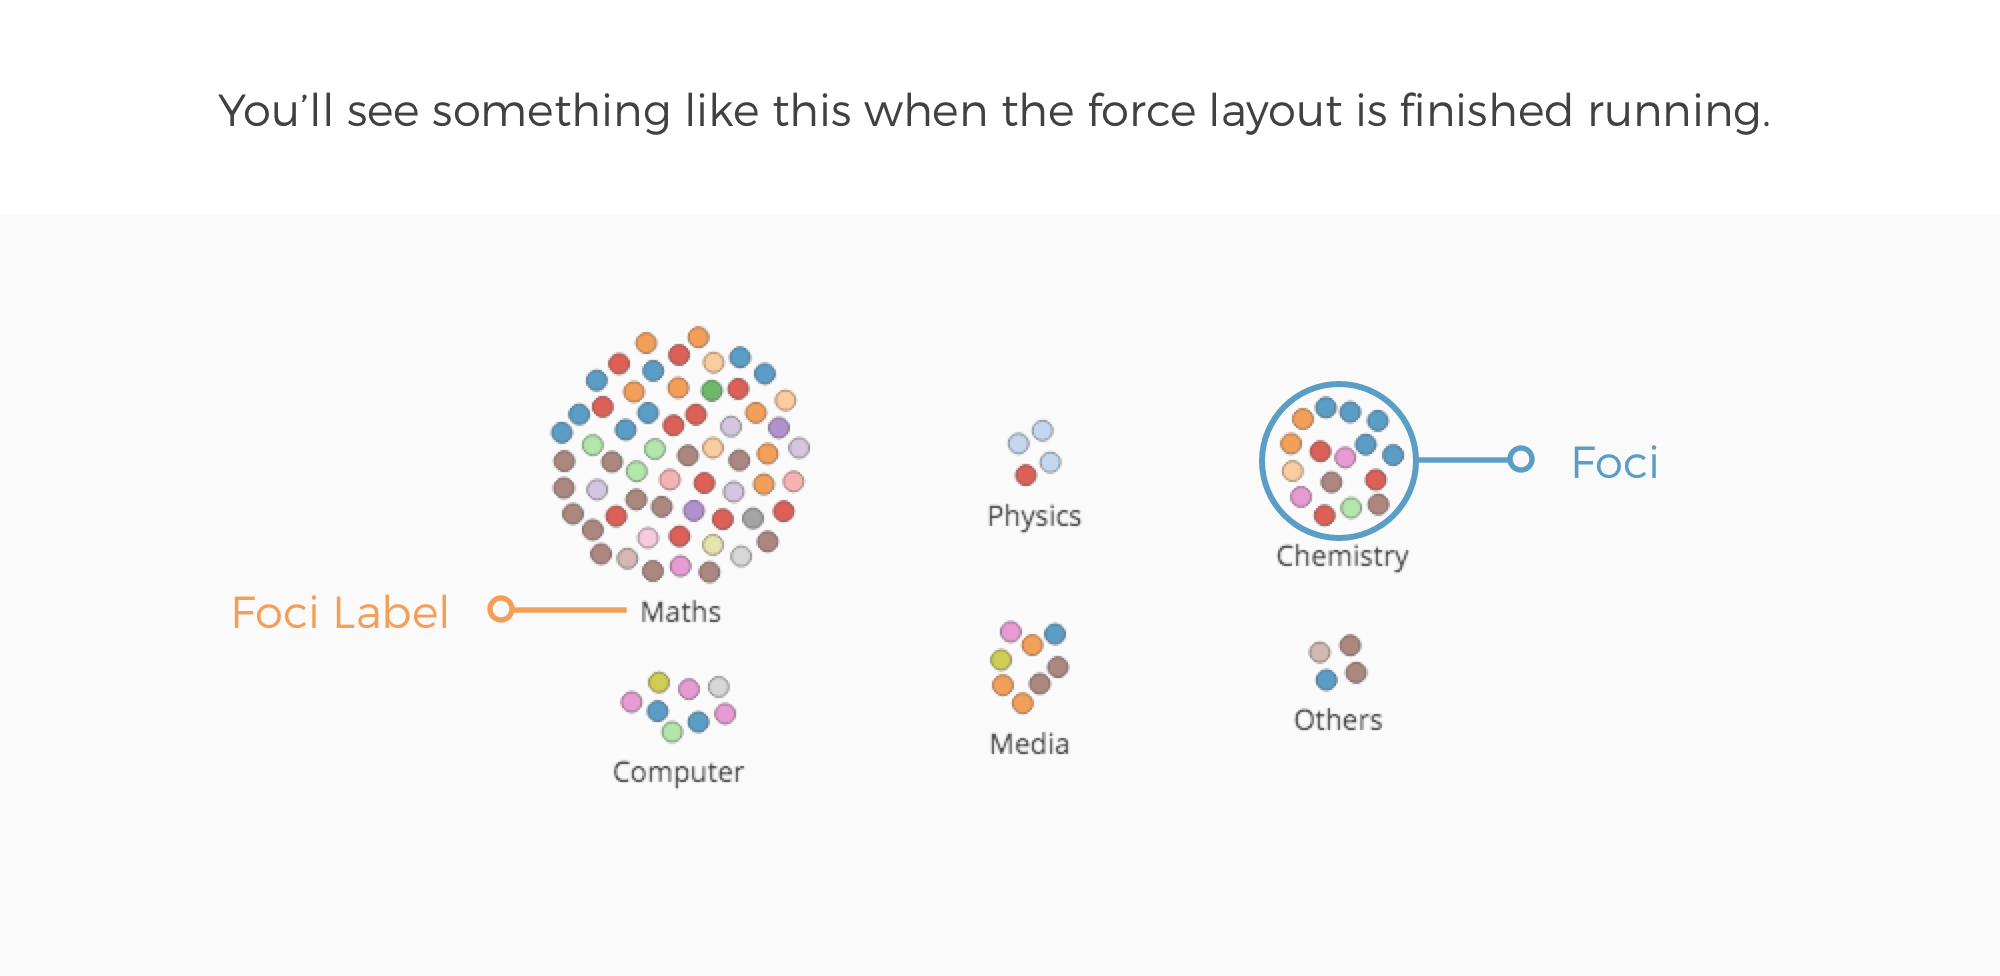 You’ll see something like this when the force layout is finished running.
Physics
Foci
Chemistry
Foci Label
Maths
Others
Media
Computer